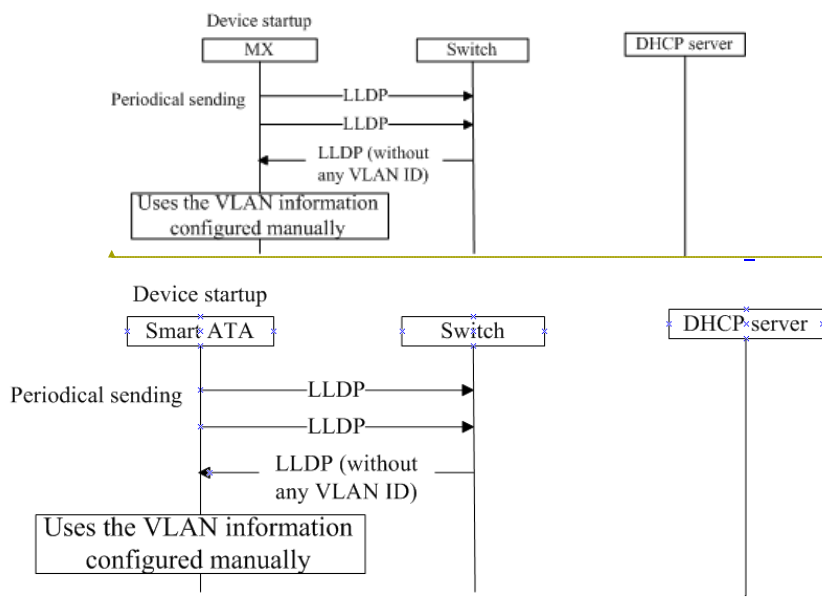 Device startup
MX
Switch
DHCP server
Periodical sending
LLDP
LLDP
LLDP (without
any VLAN ID)
Uses the VLAN information
configured manually
Device startup
Smart ATA
Switch
DHCP server
Periodical sending
LLDP
LLDP
LLDP (without
any VLAN ID)
Uses the VLAN information
configured manually